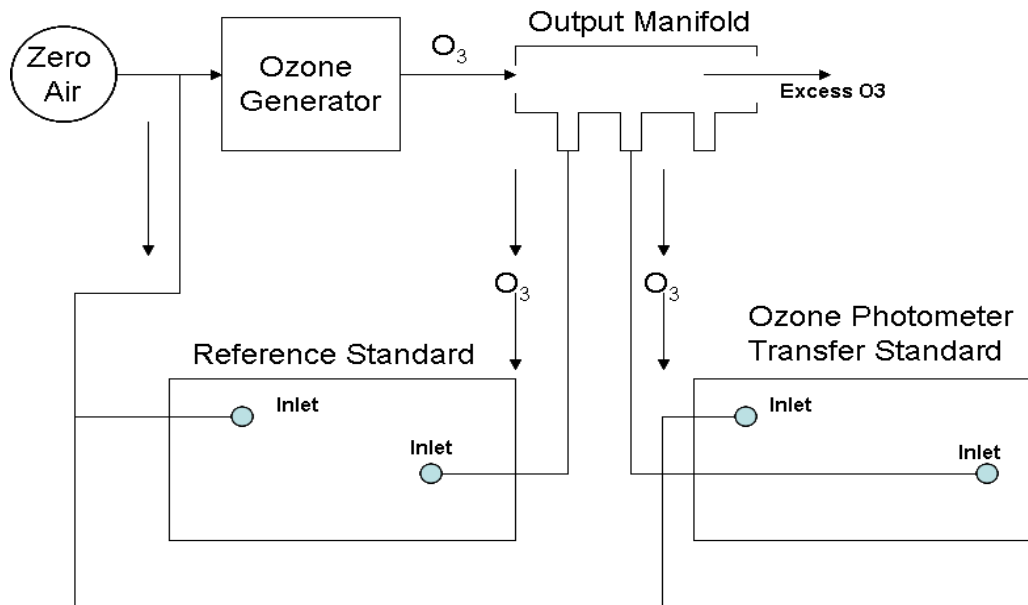 Output Manifold
Zero
Air
Ozone
Generator
O₃
Excess O3
O₃
O₃
Reference Standard
Ozone Photometer
Transfer Standard
Inlet
Inlet
Inlet
Inlet